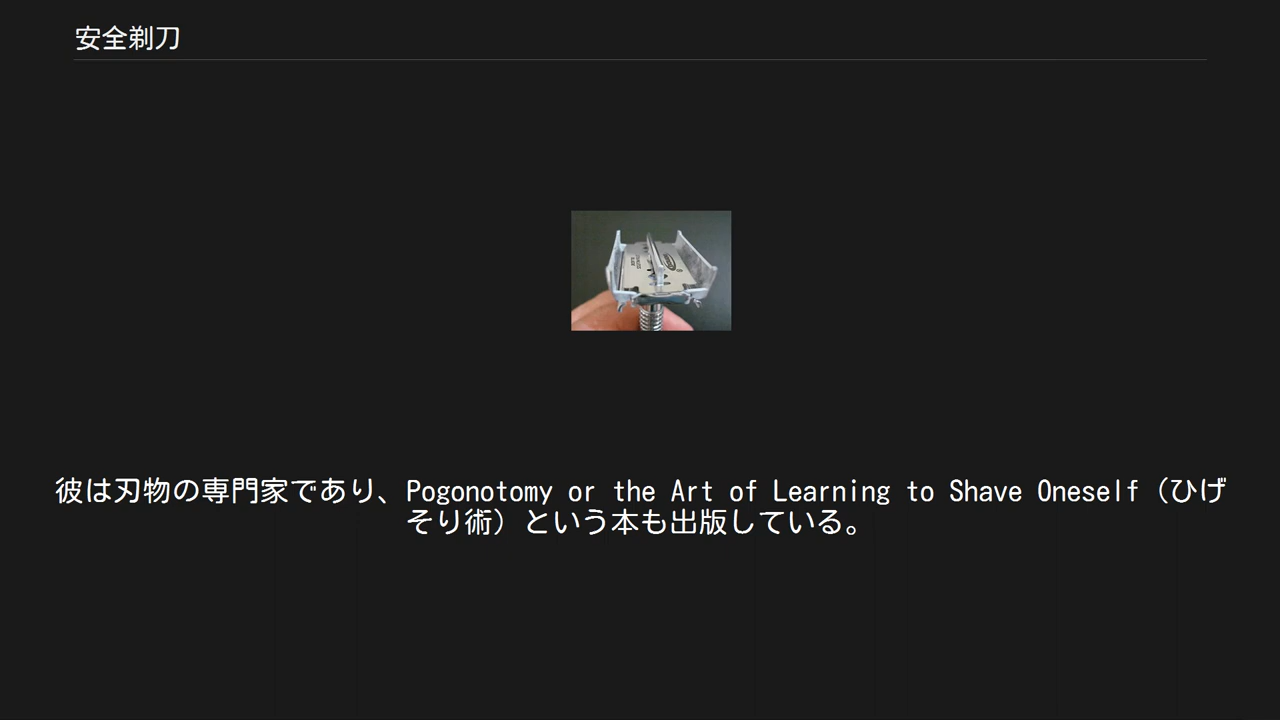 安全剃刀
彼は刃物の専門家であり、Pogonotomy or the Art of Learning to Shave Oneself（ひげ
そり術）という本も出版している。